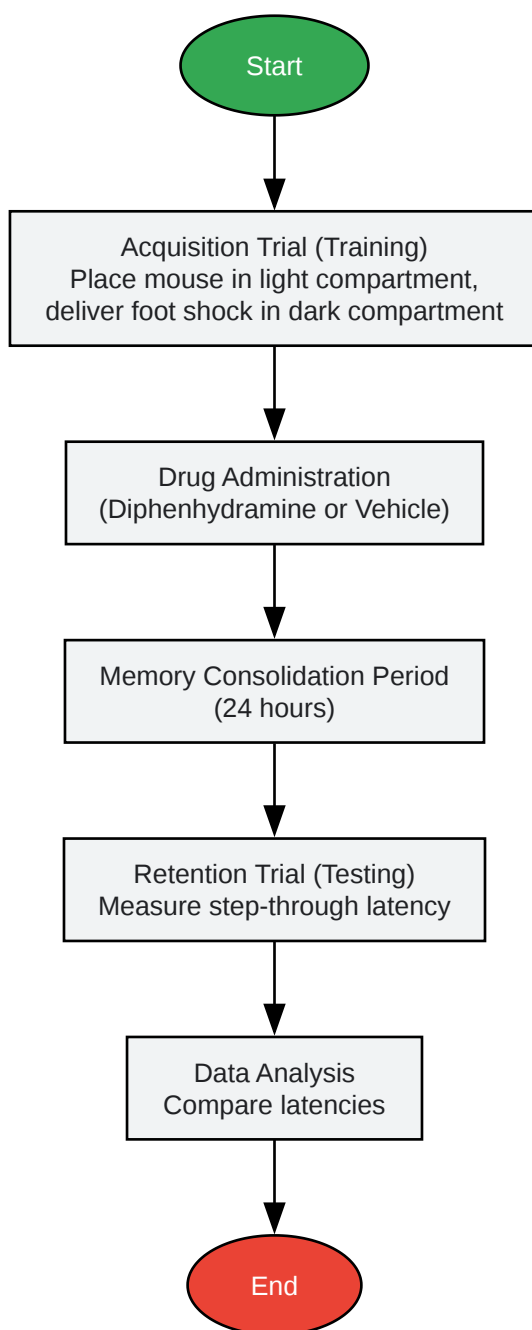 Start
Acquisition Trial (Training)
Place mouse in light compartment,
deliver foot shock in dark compartment
Drug Administration
(Diphenhydramine or Vehicle)
Memory Consolidation Period
(24 hours)
Retention Trial (Testing)
Measure step-through latency
Data Analysis
Compare latencies
End